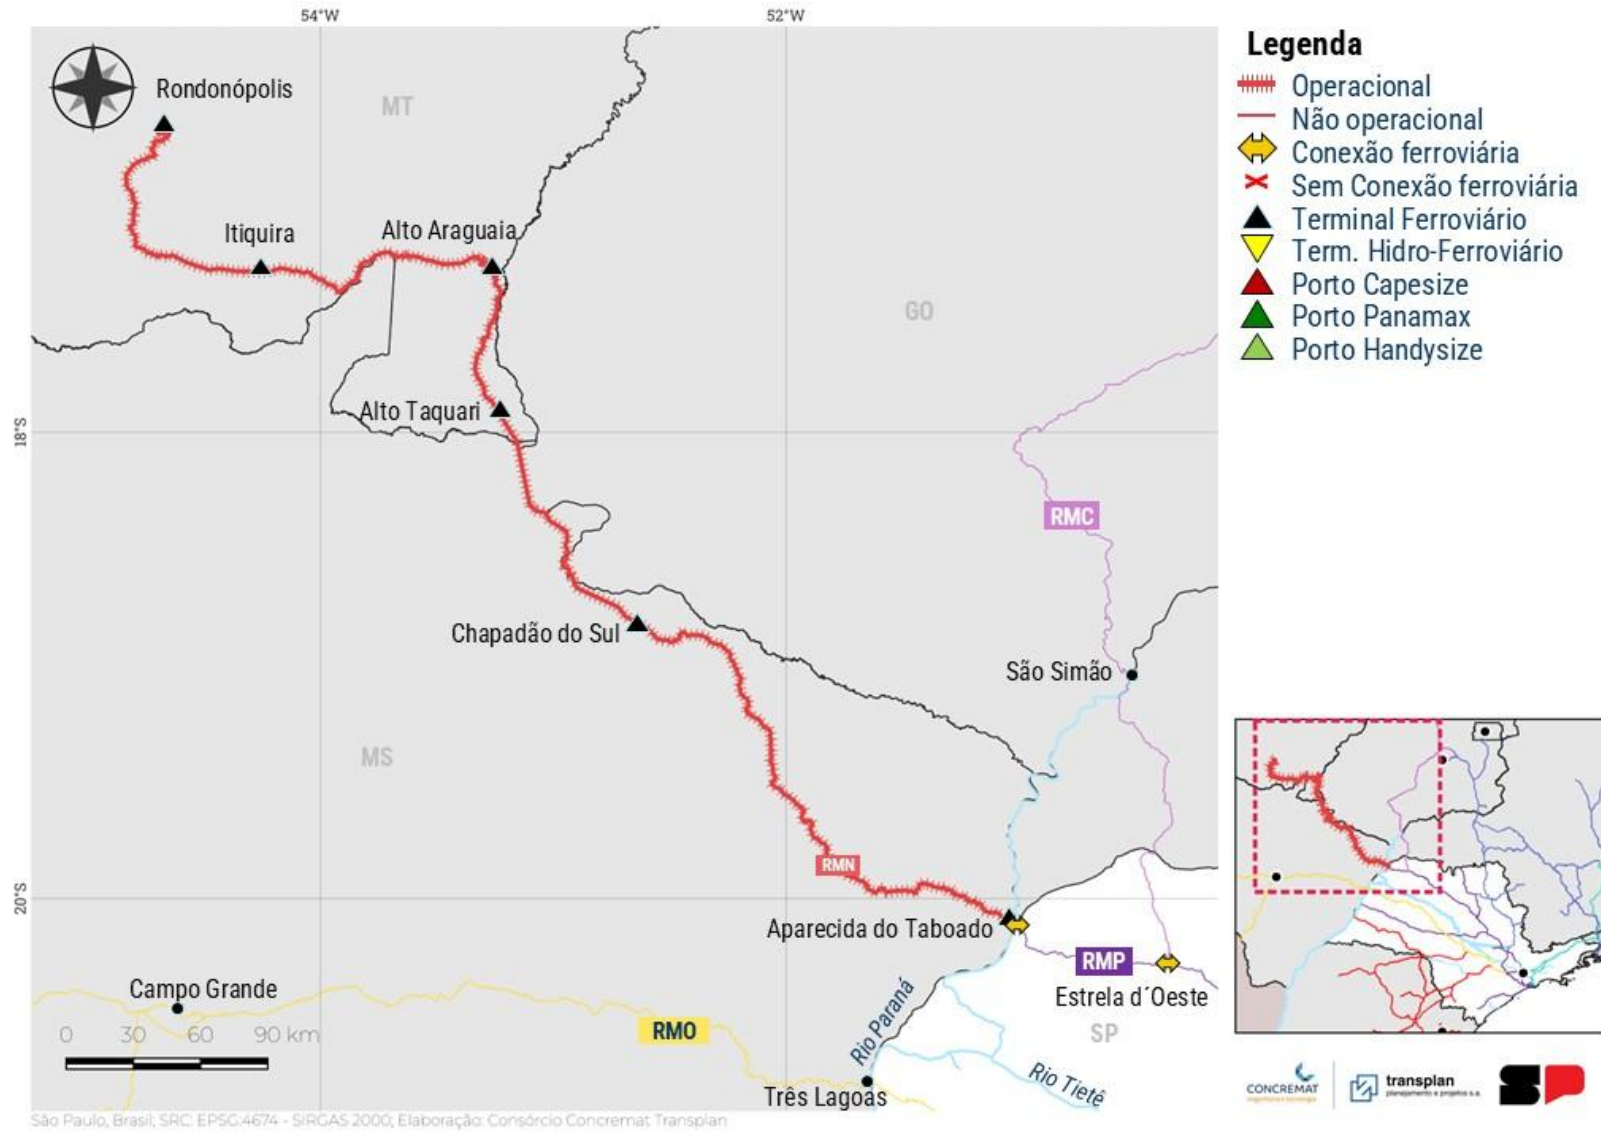 54°W
52°W
Rondonópolis
MT
Itiquira
Alto Araguaia
GO
Alto Taquari
18°S
RMC
Chapadão do Sul
São Simão
MS
RMN
20°S
Aparecida do Taboado
RMP
Estrela d´Oeste
Campo Grande
0 30 60 90 km
RMO
Rio Paraná
SP
Rio Tietê
Três Lagoas
São Paulo, Brasil; SRC: EPSG:4674 - SIRGAS 2000; Elaboração: Consórcio Concremat Transplan
Legenda
Operacional
Não operacional
Conexão ferroviária
Sem Conexão ferroviária
Terminal Ferroviário
Term. Hidro-Ferroviário
Porto Capesize
Porto Panamax
Porto Handysize
CONCREMAT
engenharia e tecnologia
transplan
planejamento e projetos s.a.
SP